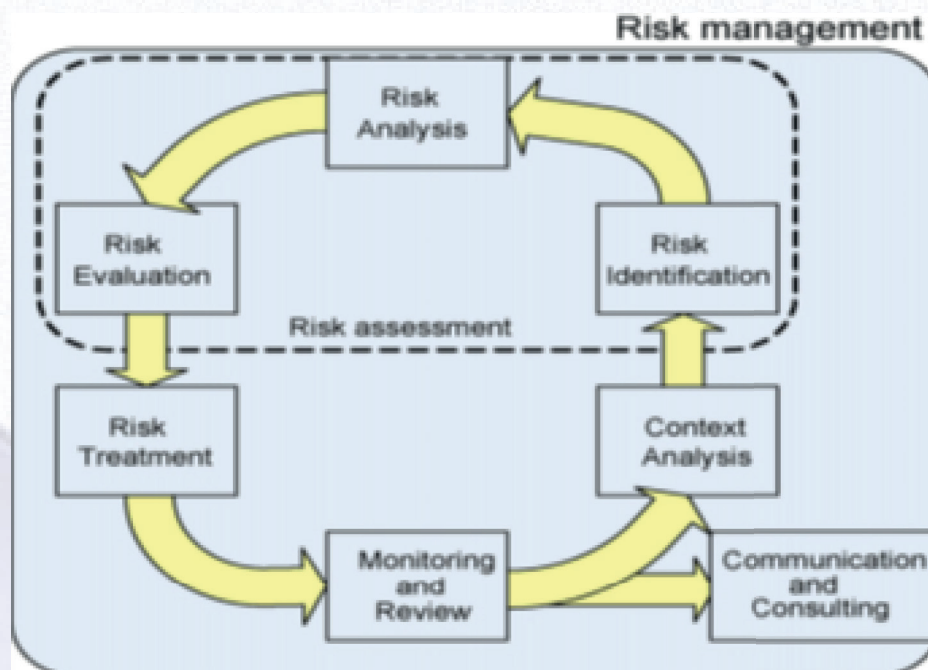 Risk management
Risk
Analysis
Risk
Evaluation
Risk
Identification
Risk assessment
Risk
Treatment
Context
Analysis
Monitoring
and
Review
Communication
and
Consulting